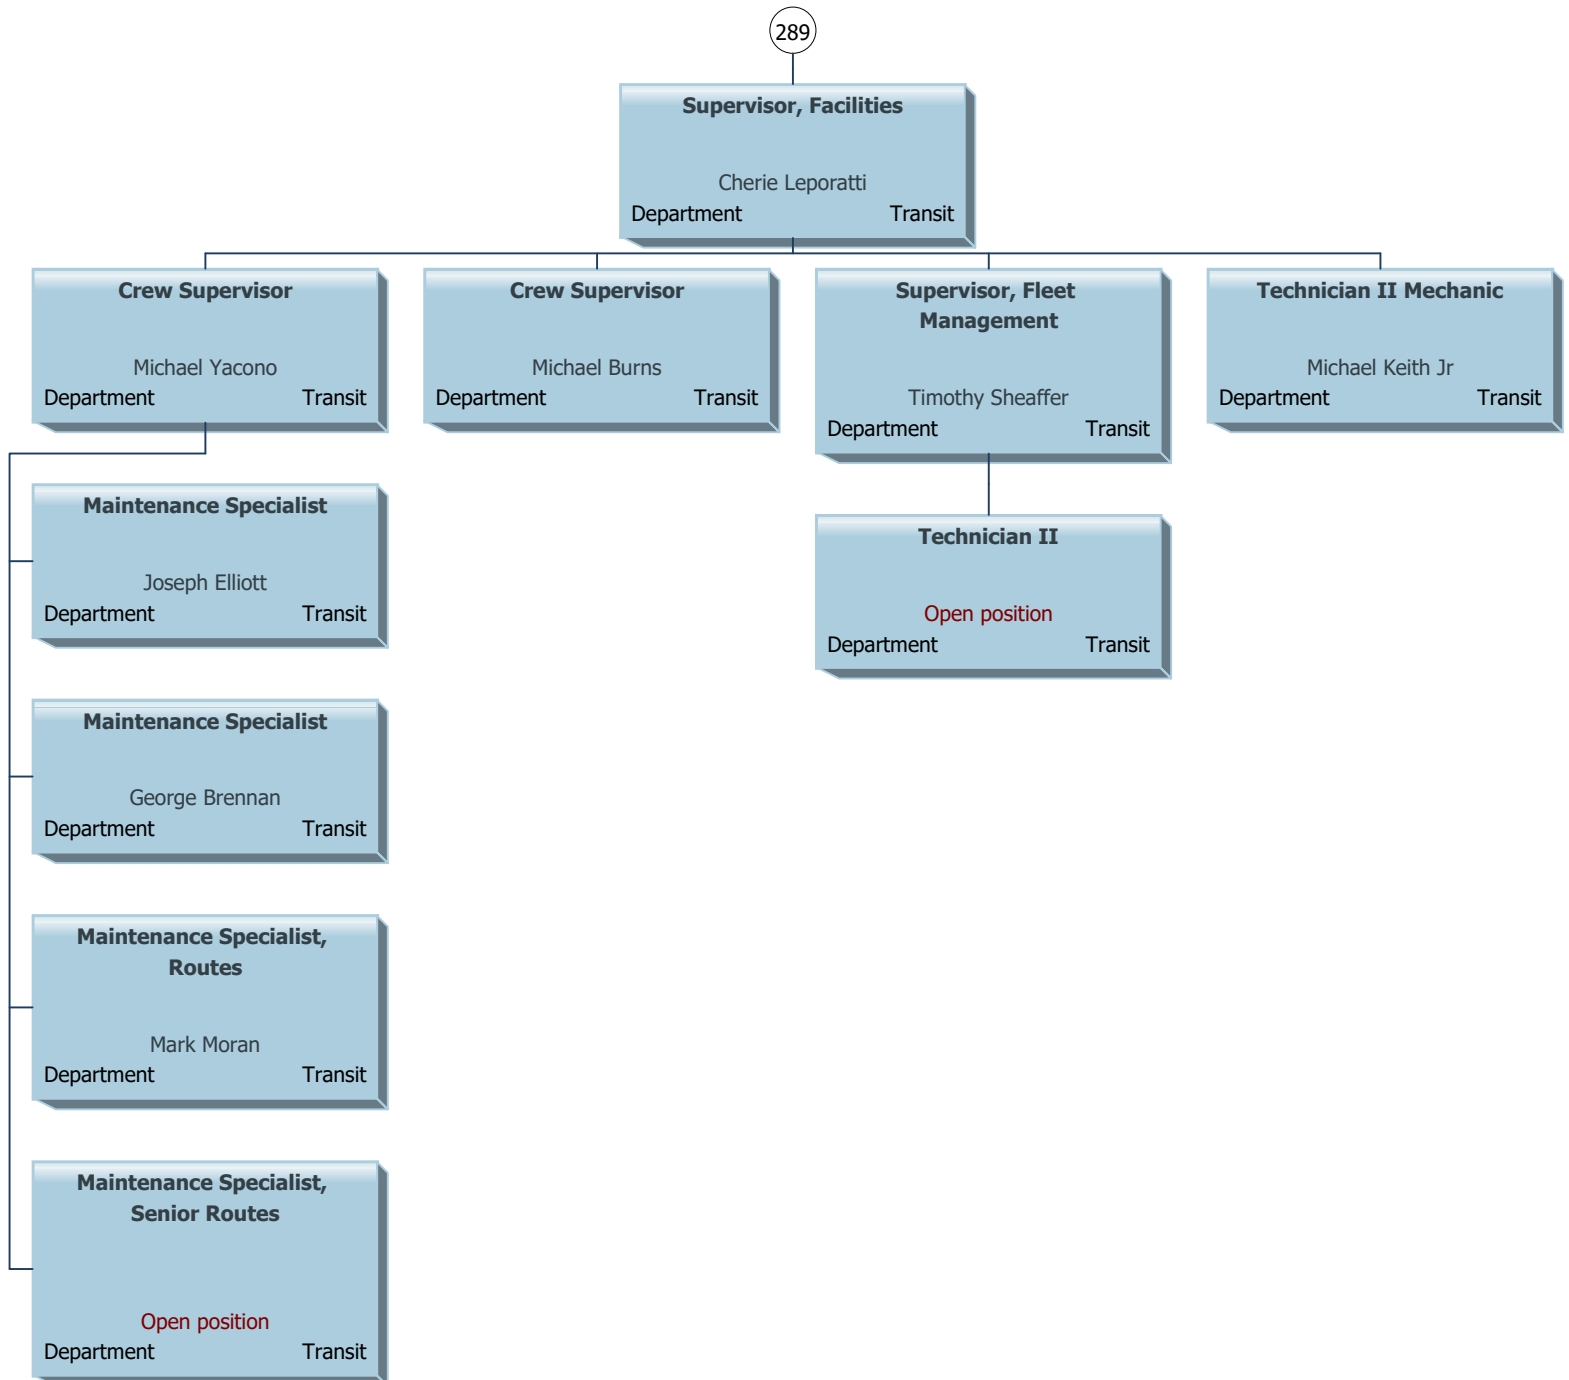 289
Supervisor, Facilities
Cherie Leporatti
Department Transit
Crew Supervisor
Michael Yacono
Department Transit
Crew Supervisor
Michael Burns
Department Transit
Supervisor, Fleet
Management
Timothy Sheaffer
Department Transit
Technician II Mechanic
Michael Keith Jr
Department Transit
Maintenance Specialist
Joseph Elliott
Department Transit
Technician II
Open position
Department Transit
Maintenance Specialist
George Brennan
Department Transit
Maintenance Specialist,
Routes
Mark Moran
Department Transit
Maintenance Specialist,
Senior Routes
Open position
Department Transit